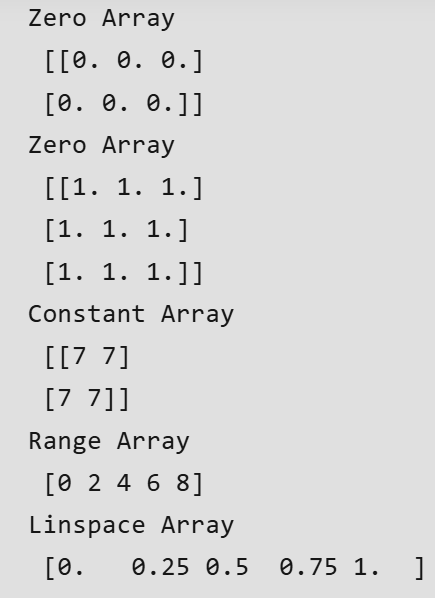 Zero Array
 [[0. 0. 0.]
 [0. 0. 0.]]
Zero Array
 [[1. 1. 1.]
 [1. 1. 1.]
 [1. 1. 1.]]
Constant Array
 [[7 7]
 [7 7]]
Range Array
 [0 2 4 6 8]
Linspace Array
 [0.   0.25 0.5  0.75 1.  ]